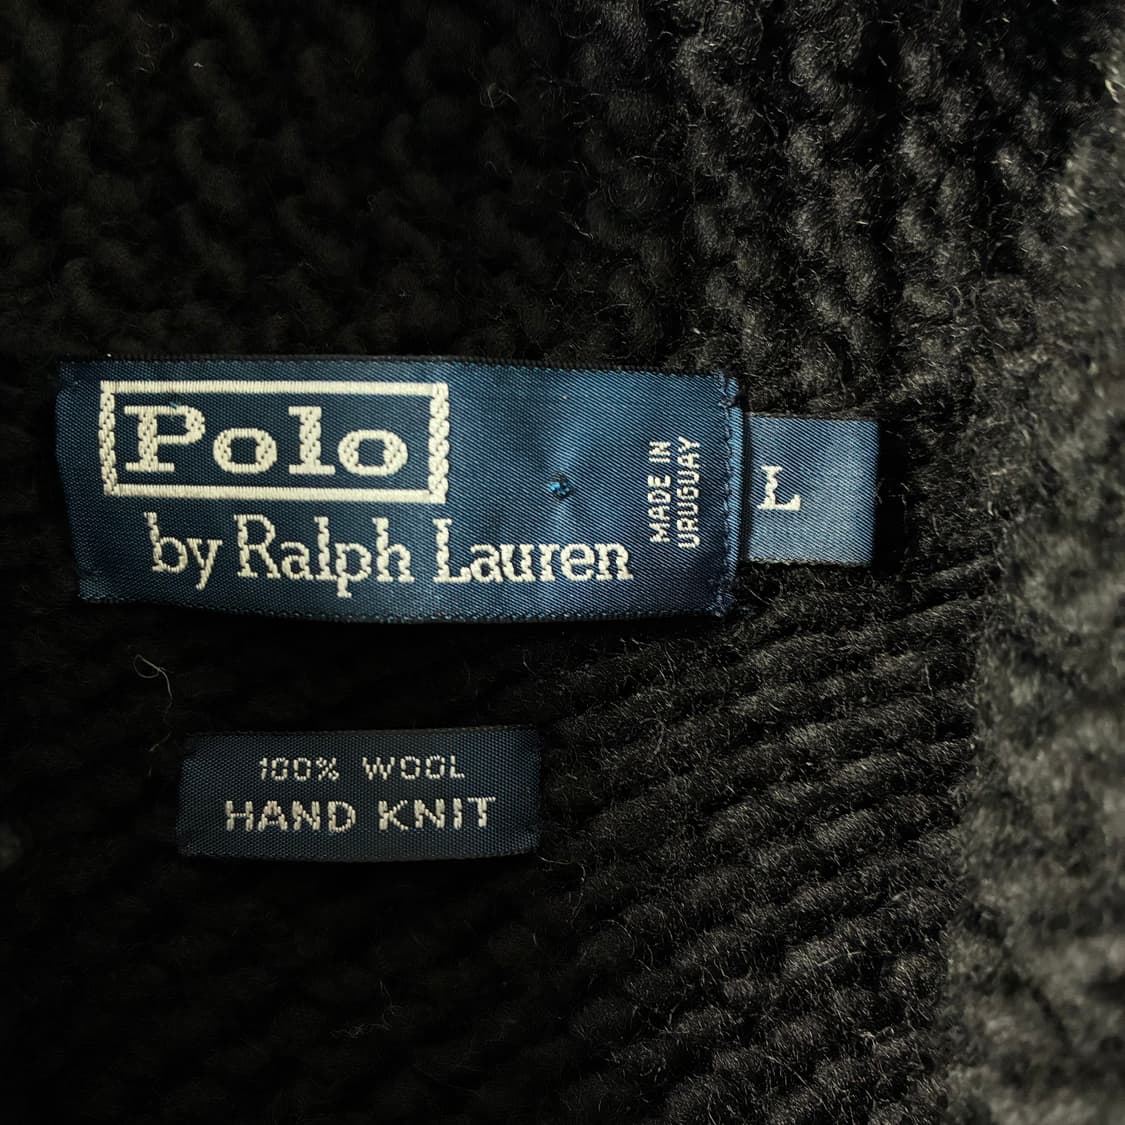 Polo
by Ralph Lauren
MADE IN
URUGUAY
L
100% WOOL
HAND KNIT